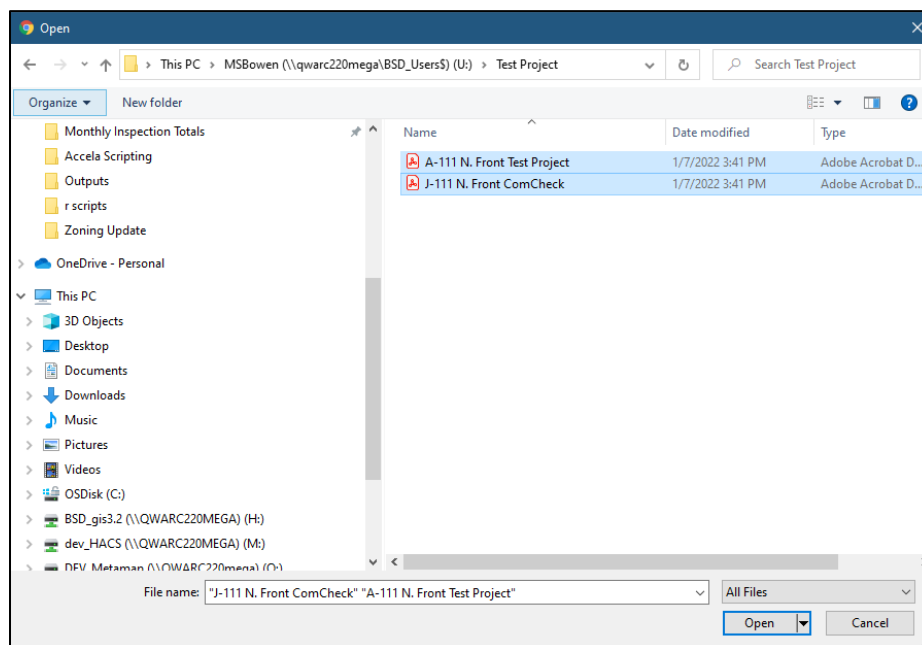 Open
This PC › MSBowen (\\qwarc220mega\BSD_Users$) (U:) › Test Project
Search Test Project
Organize
New folder
Name
Date modified
Type
Monthly Inspection Totals
Accela Scripting
Outputs
r scripts
Zoning Update
OneDrive - Personal
This PC
3D Objects
Desktop
Documents
Downloads
Music
Pictures
Videos
OSDisk (C:)
BSD_gis3.2 (\\QWARC220MEGA) (H:)
dev_HACS (\\QWARC220MEGA) (M:)
DEV_Metaman (\\QWARC220mega) (O:)
A-111 N. Front Test Project
1/7/2022 3:41 PM
Adobe Acrobat D...
J-111 N. Front ComCheck
1/7/2022 3:41 PM
Adobe Acrobat D...
File name:
"J-111 N. Front ComCheck" "A-111 N. Front Test Project"
All Files
Open
Cancel